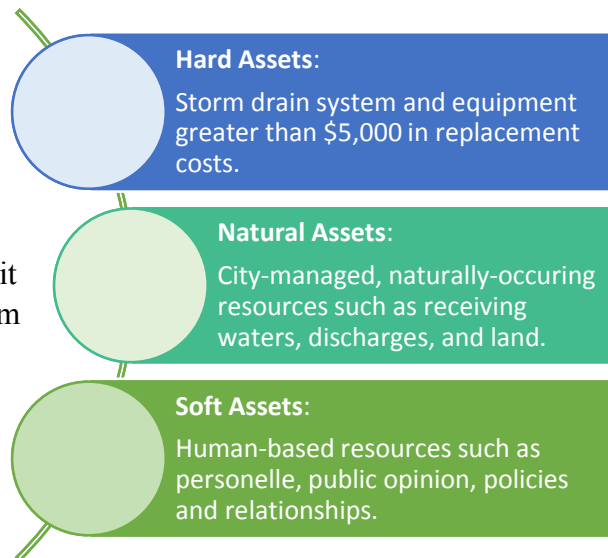 Hard Assets:
Storm drain system and equipment
greater than $5,000 in replacement
costs.
Natural Assets:
City-managed, naturally-occuring
resources such as receiving
waters, discharges, and land.
it
m
Soft Assets:
Human-based resources such as
personelle, public opinion, policies
and relationships.